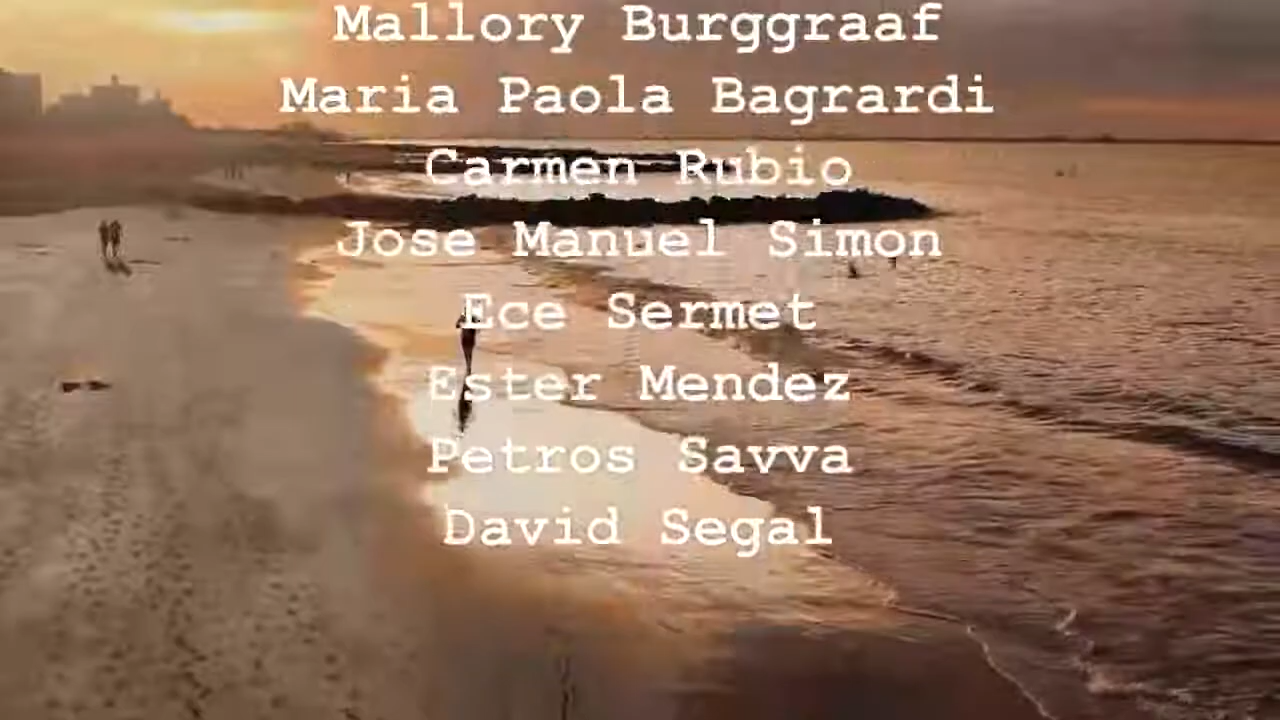 Mallory Burggraaf
Maria Paola Bagrardi
Carmen Rubio
Jose Manuel Simon
Ece Sermet
Ester Mendez
Petros Savva
David Segal